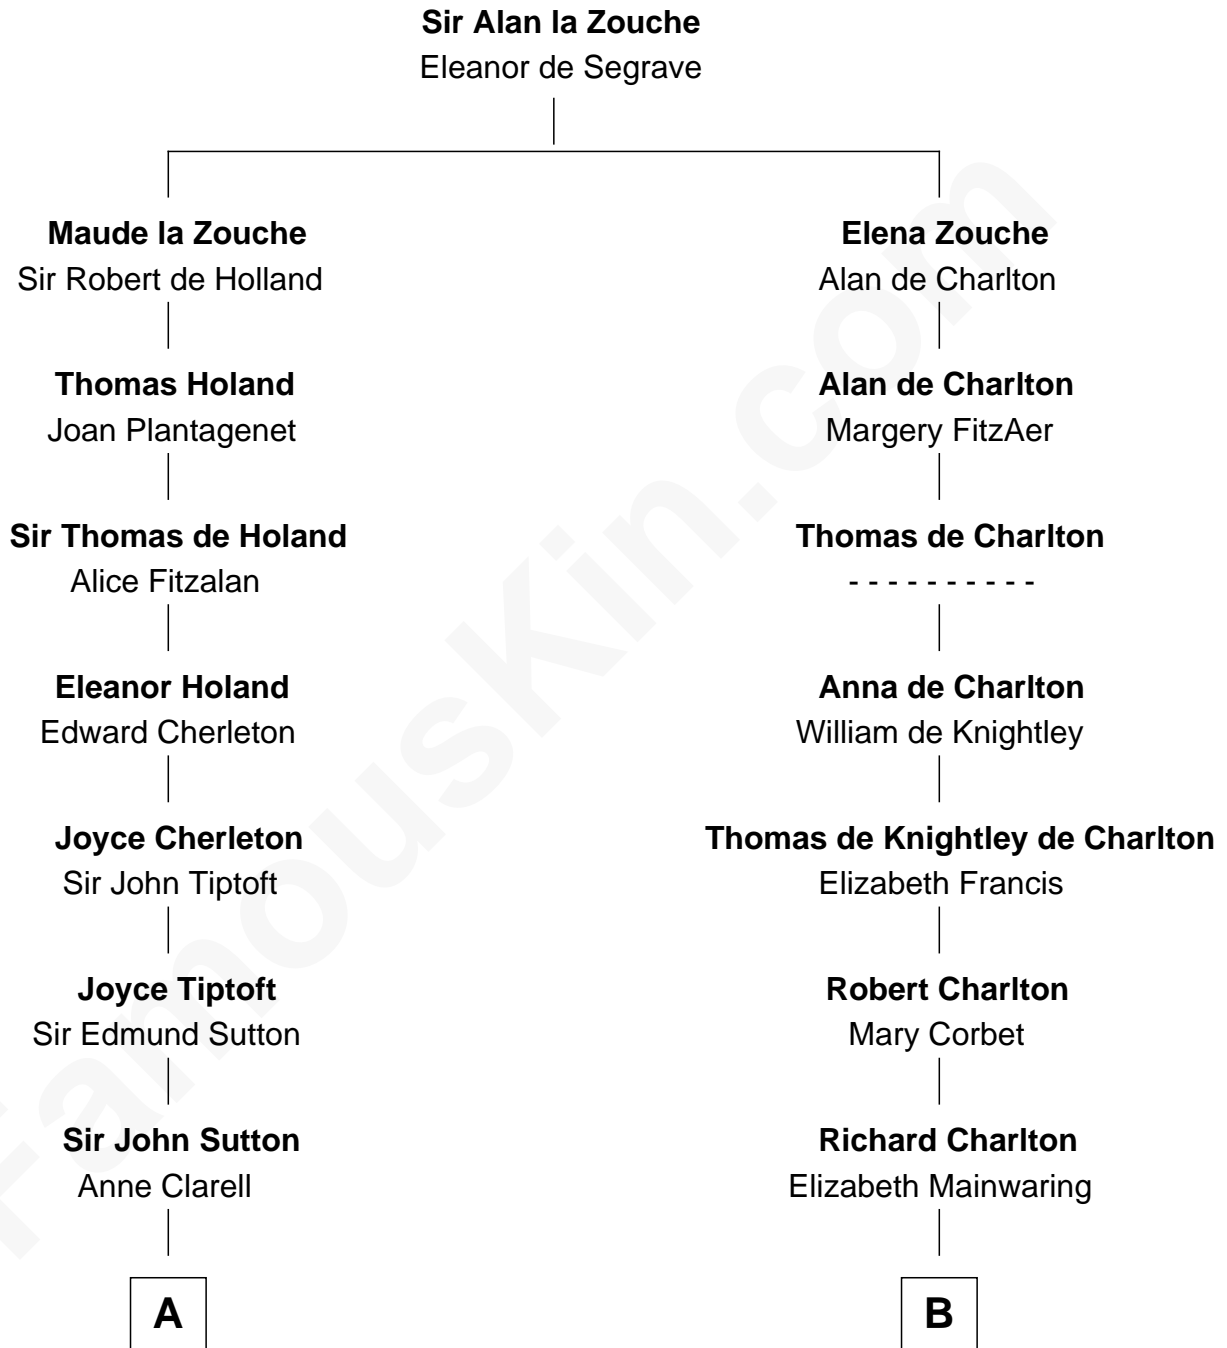 Sir Alan la Zouche
Eleanor de Segrave
Maude la Zouche
Sir Robert de Holland
Elena Zouche
Alan de Charlton
Thomas Holand
Joan Plantagenet
Alan de Charlton
Margery FitzAer
Sir Thomas de Holand
Alice Fitzalan
Thomas de Charlton
- - - - - - - - - -
Eleanor Holand
Edward Cherleton
Anna de Charlton
William de Knightley
Joyce Cherleton
Sir John Tiptoft
Thomas de Knightley de Charlton
Elizabeth Francis
Joyce Tiptoft
Sir Edmund Sutton
Robert Charlton
Mary Corbet
Sir John Sutton
Anne Clarell
Richard Charlton
Elizabeth Mainwaring
A
B
FamousKin.com